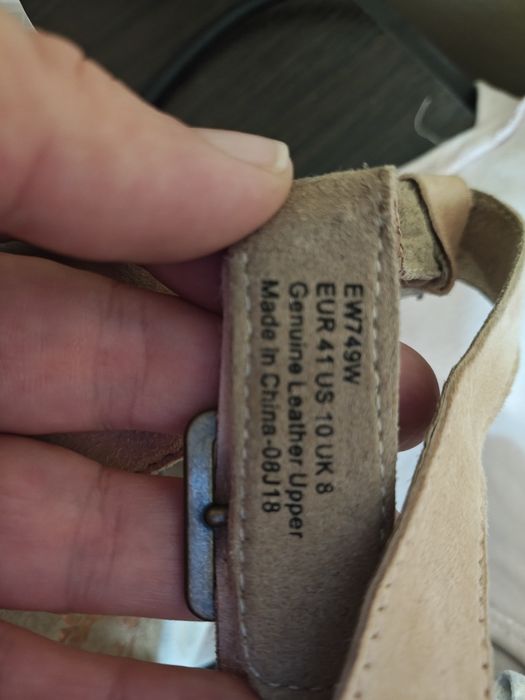 EW749W
EUR 41 US 10 UK 8
Genuine Leather Upper
Made In China-08J18